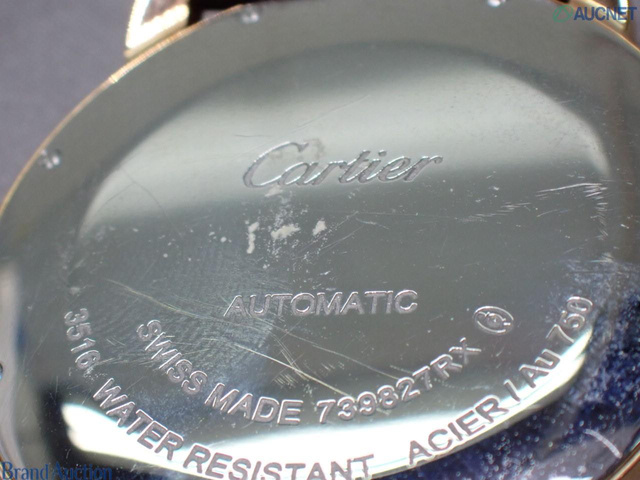 AUCNET
Cartier
AUTOMATIC
SWISS MADE 739827RX
3516 WATER RESISTANT ACIER / Au 750
Brand Auction